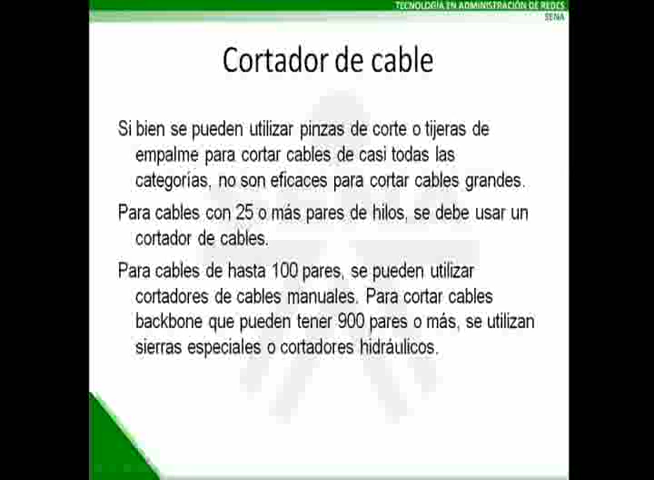 TECNOLOGÍA EN ADMINISTRACIÓN DE REDES
SENA
Cortador de cable
Si bien se pueden utilizar pinzas de corte o tijeras de
empalme para cortar cables de casi todas las
categorías, no son eficaces para cortar cables grandes.
Para cables con 25 o más pares de hilos, se debe usar un
cortador de cables.
Para cables de hasta 100 pares, se pueden utilizar
cortadores de cables manuales. Para cortar cables
backbone que pueden tener 900 pares o más, se utilizan
sierras especiales o cortadores hidráulicos.